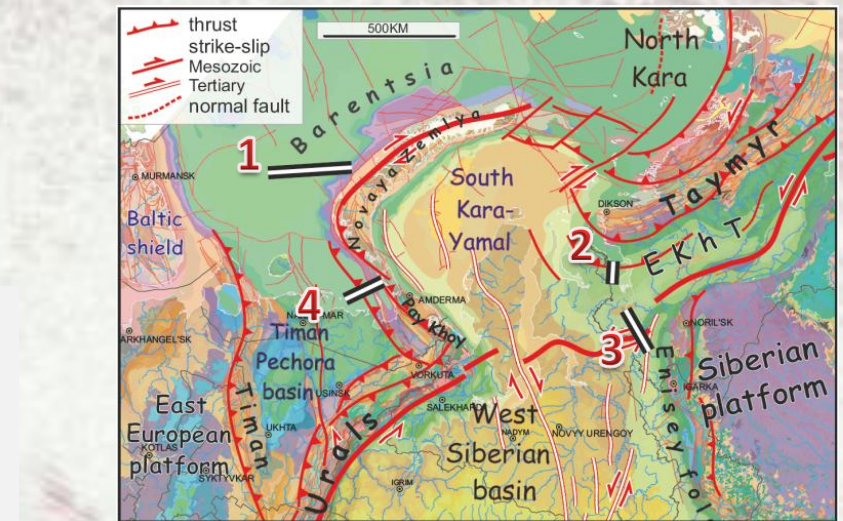 thrust
strike-slip
Mesozoic
Tertiary
normal fault
500KM
North
Kara
Barentsia
1
MURMANSK
Novaya Zemlya
South
Kara-
Yamal
Taymyr
DIKSON
Baltic
shield
2
EKhT
4
AMDERMA
Pay Khoy
3
NORIL'SK
ARKHANGEL'SK
Timan
Pechora
basin
USINSK
VORKUTA
Siberian
platform
IGARKA
Enisey fol
East
European
platform
Timan
KOTLAS
UKHTA
SYKTYVKAR
Urals
SALEKHARD
West
Siberian
basin
NADYM
NOVYY URENGOY
IGRIM